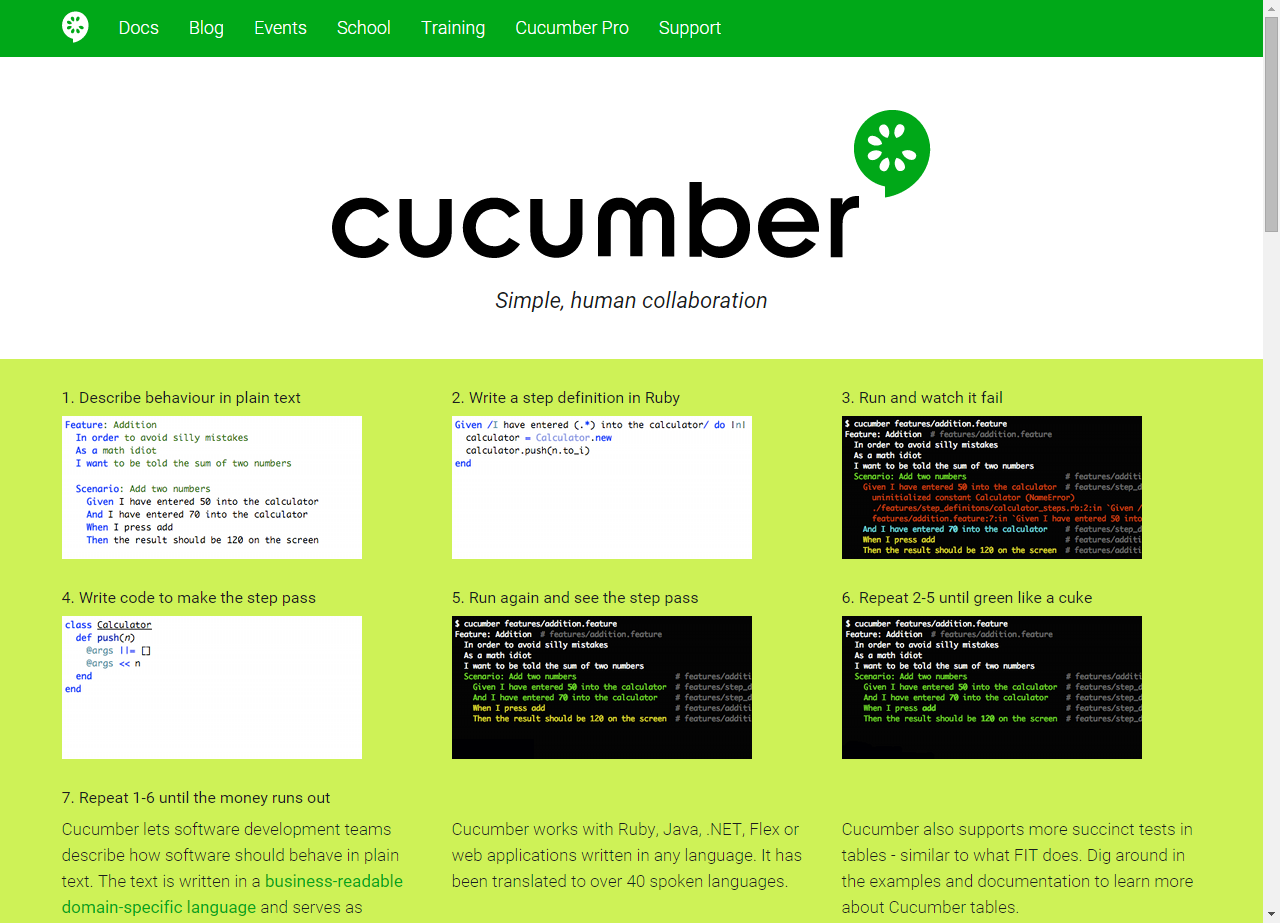 Docs Blog Events School Training Cucumber Pro Support
cucumber
Simple, human collaboration
1. Describe behaviour in plain text
Feature: Addition
In order to avoid silly mistakes
As a math idiot
I want to be told the sum of two numbers
Scenario: Add two numbers
Given I have entered 50 into the calculator
And I have entered 70 into the calculator
When I press add
Then the result should be 120 on the screen
2. Write a step definition in Ruby
Given /I have entered (.*) into the calculator/ do |n|
calculator = Calculator.new
calculator.push(n.to_i)
end
3. Run and watch it fail
$ cucumber features/addition.feature
Feature: Addition # features/addition.feature
In order to avoid silly mistakes
As a math idiot
I want to be told the sum of two numbers
Scenario: Add two numbers # features/additi
Given I have entered 50 into the calculator # features/step_d
uninitialized constant Calculator (NameError)
./features/step_definitons/calculator_steps.rb:2:in `Given /
features/addition.feature:7:in `Given I have entered 50 into
And I have entered 70 into the calculator # features/step_d
When I press add # features/additi
Then the result should be 120 on the screen # features/additi
4. Write code to make the step pass
class Calculator
def push(n)
@args ||= []
@args << n
end
end
5. Run again and see the step pass
$ cucumber features/addition.feature
Feature: Addition # features/addition.feature
In order to avoid silly mistakes
As a math idiot
I want to be told the sum of two numbers
Scenario: Add two numbers # features/additi
Given I have entered 50 into the calculator # features/step_d
And I have entered 70 into the calculator # features/step_d
When I press add # features/additi
Then the result should be 120 on the screen # features/additi
6. Repeat 2-5 until green like a cuke
$ cucumber features/addition.feature
Feature: Addition # features/addition.feature
In order to avoid silly mistakes
As a math idiot
I want to be told the sum of two numbers
Scenario: Add two numbers # features/additi
Given I have entered 50 into the calculator # features/step_d
And I have entered 70 into the calculator # features/step_d
When I press add # features/step_d
Then the result should be 120 on the screen # features/step_d
7. Repeat 1-6 until the money runs out
Cucumber lets software development teams
describe how software should behave in plain
text. The text is written in a business-readable
domain-specific language and serves as
Cucumber works with Ruby, Java, .NET, Flex or
web applications written in any language. It has
been translated to over 40 spoken languages.
Cucumber also supports more succinct tests in
tables - similar to what FIT does. Dig around in
the examples and documentation to learn more
about Cucumber tables.